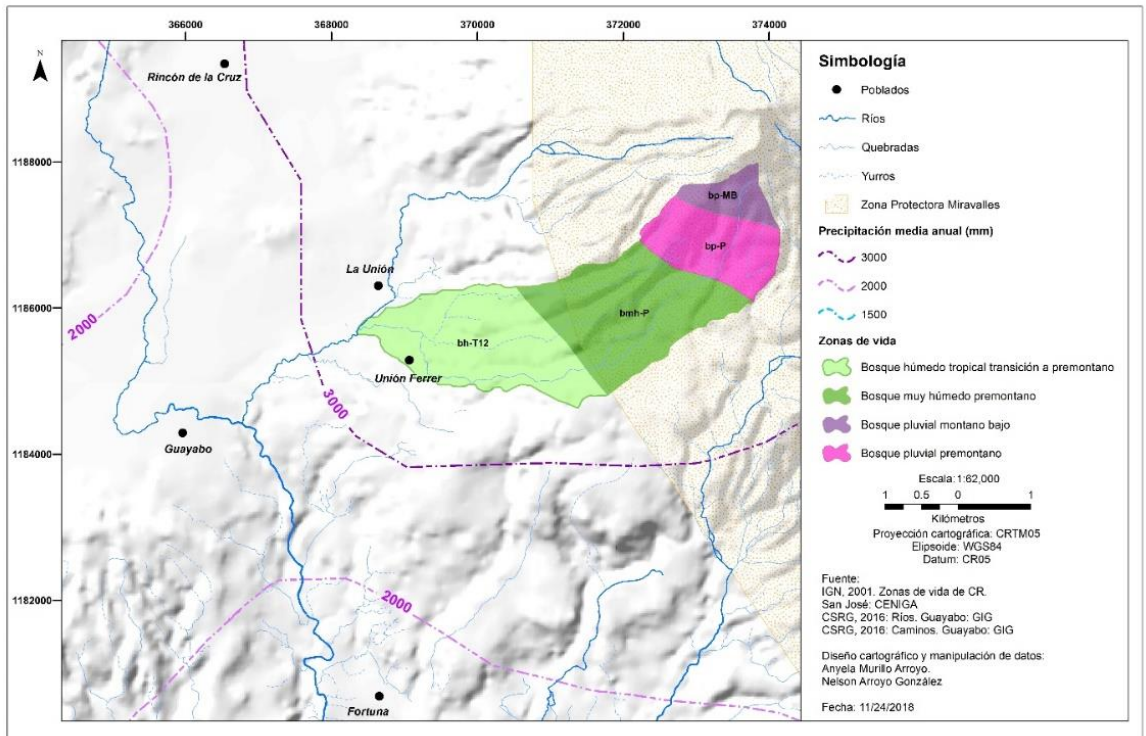 366000
368000
370000
372000
374000
N
Rincón de la Cruz
1188000
bp-MB
bp-P
La Unión
1186000
2000
bmh-P
bh-T12
Unión Ferrer
3000
Guayabo
1184000
1182000
2000
Fortuna
Simbología
Poblados
Ríos
Quebradas
Yurros
Zona Protectora Miravalles
Precipitación media anual (mm)
3000
2000
1500
Zonas de vida
Bosque húmedo tropical transición a premontano
Bosque muy húmedo premontano
Bosque pluvial montano bajo
Bosque pluvial premontano
Escala:1:62,000
1 0.5 0 1
Kilómetros
Proyección cartográfica: CRTM05
Elipsoide: WGS84
Datum: CR05
Fuente:
IGN, 2001. Zonas de vida de CR.
San José: CENIGA
CSRG, 2016: Ríos. Guayabo: GIG
CSRG, 2016: Caminos. Guayabo: GIG
Diseño cartográfico y manipulación de datos:
Anyela Murillo Arroyo.
Nelson Arroyo González
Fecha: 11/24/2018